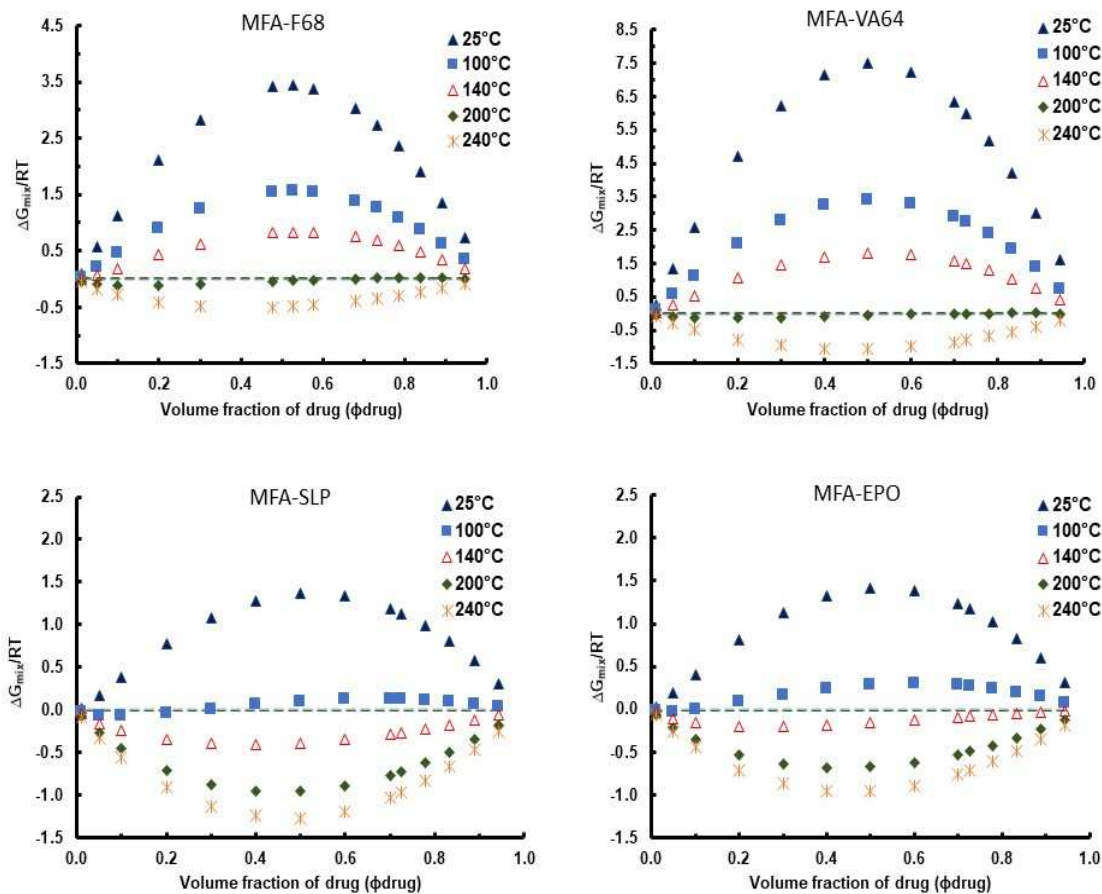 MFA-F68
4.5
3.5
2.5
1.5
0.5
-0.5
-1.5
ΔGmix/RT
25°C
100°C
140°C
200°C
240°C
0.0 0.2 0.4 0.6 0.8 1.0
Volume fraction of drug (ϕdrug)
MFA-VA64
8.5
7.5
6.5
5.5
4.5
3.5
2.5
1.5
0.5
-0.5
-1.5
ΔGmix/RT
25°C
100°C
140°C
200°C
240°C
0.0 0.2 0.4 0.6 0.8 1.0
Volume fraction of drug (ϕdrug)
MFA-SLP
2.5
2.0
1.5
1.0
0.5
0.0
-0.5
-1.0
-1.5
ΔGmix/RT
25°C
100°C
140°C
200°C
240°C
0.0 0.2 0.4 0.6 0.8 1.0
Volume fraction of drug (ϕdrug)
MFA-EPO
2.5
2.0
1.5
1.0
0.5
0.0
-0.5
-1.0
-1.5
ΔGmix/RT
25°C
100°C
140°C
200°C
240°C
0.0 0.2 0.4 0.6 0.8 1.0
Volume fraction of drug (ϕdrug)